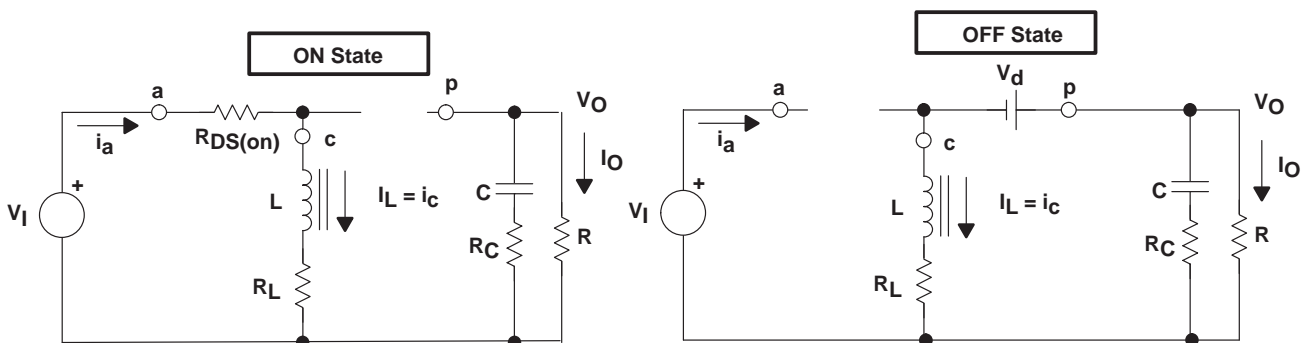 ON State
a
p
VO
ia
RDS(on)
c
IO
+
VI
L
IL = ic
C
RC
R
RL
OFF State
Vd
a
p
VO
ia
c
IO
+
VI
L
IL = ic
C
RC
R
RL